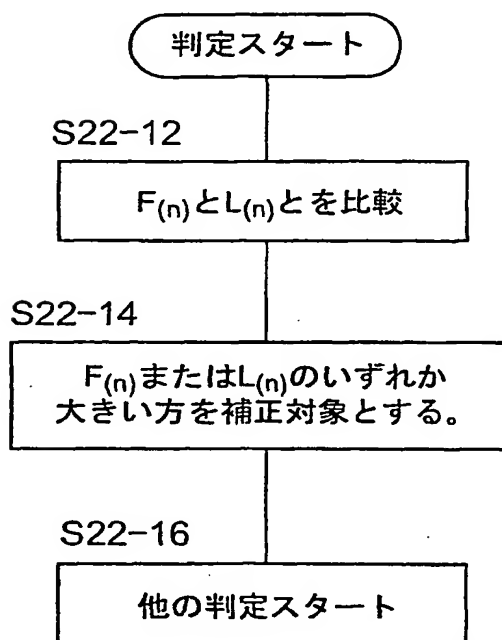 判定スタート
S22-12
F(n)とL(n)とを比較
S22-14
F(n)またはL(n)のいずれか
大きい方を補正対象とする。
S22-16
他の判定スタート